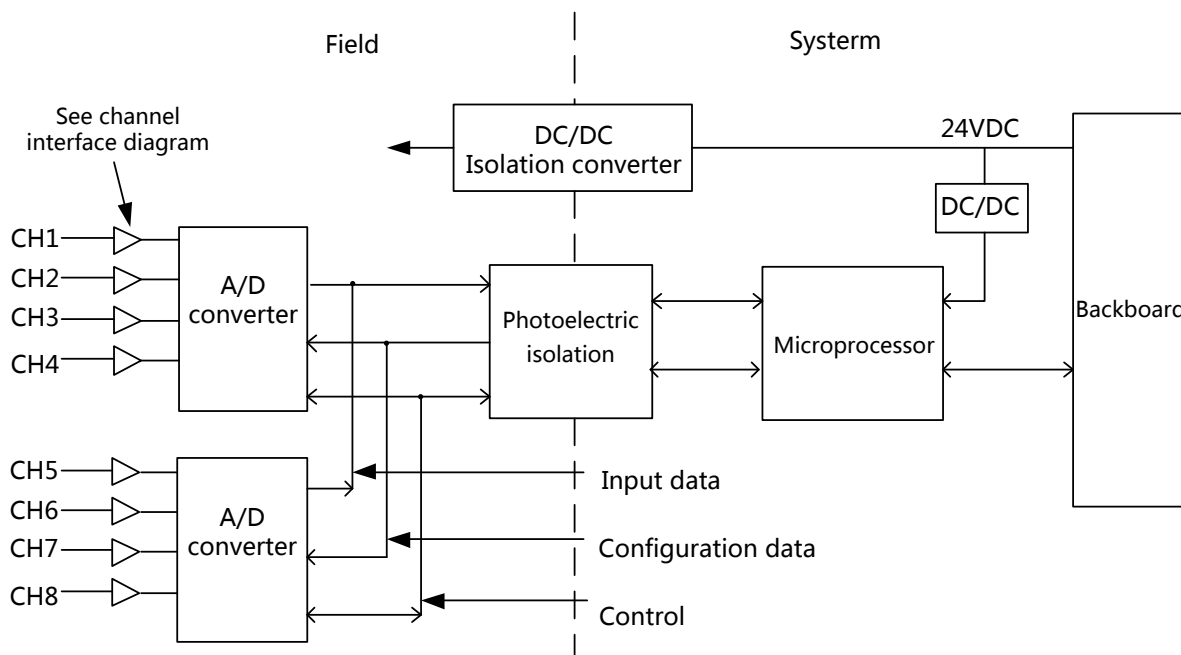 Field
Systerm
See channel
interface diagram
DC/DC
Isolation converter
24VDC
DC/DC
CH1
CH2
CH3
CH4
A/D
converter
Photoelectric
isolation
Microprocessor
Backboard
CH5
CH6
CH7
CH8
A/D
converter
Input data
Configuration data
Control